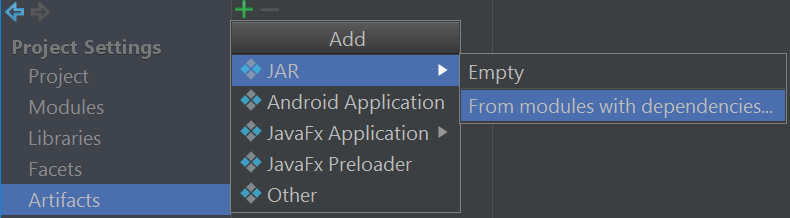 Project Settings
Project
Modules
Libraries
Facets
Artifacts
Add
JAR
Android Application
JavaFx Application
JavaFx Preloader
Other
Empty
From modules with dependencies...